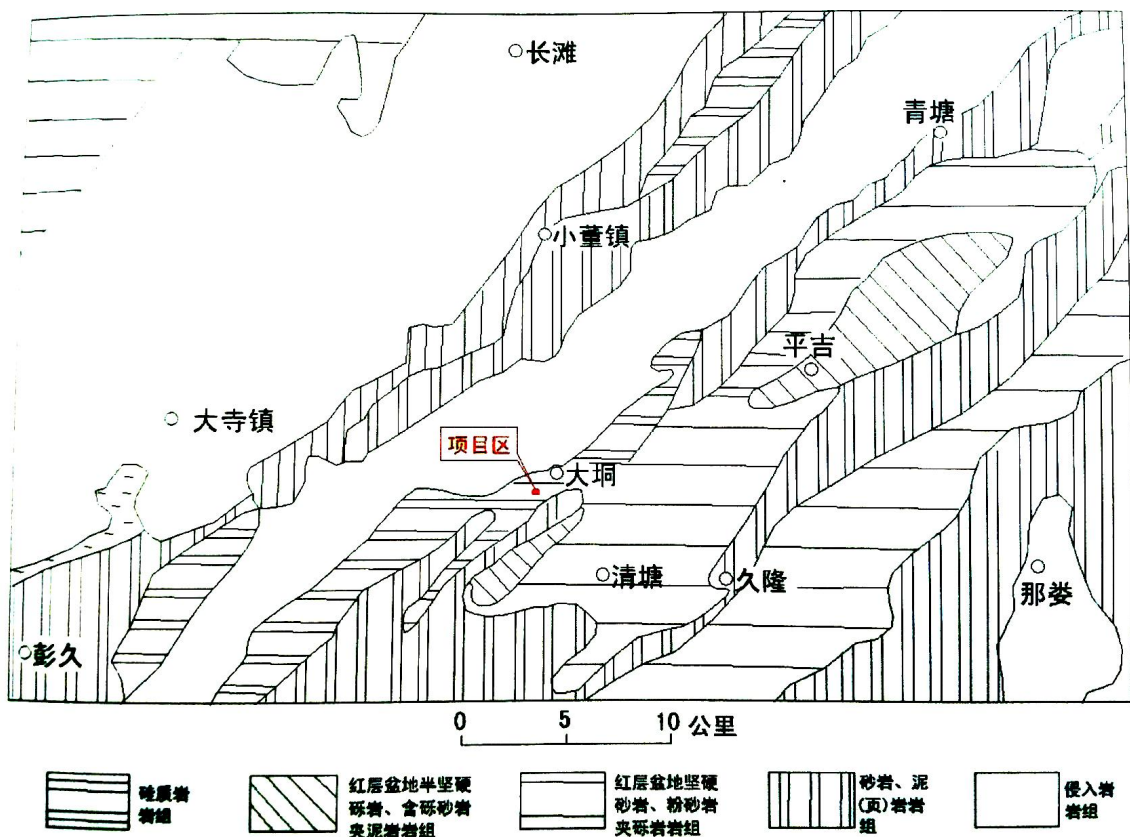 长滩
青塘
小董镇
平吉
大寺镇
项目区
大垌
清塘
久隆
那娄
彭久
0 5 10 公里
硅质岩
岩组
红层盆地半坚硬
砾岩、含砾砂岩
夹泥岩岩组
红层盆地坚硬
砂岩、粉砂岩
夹砾岩岩组
砂岩、泥
(页)岩岩
组
侵入岩
岩组